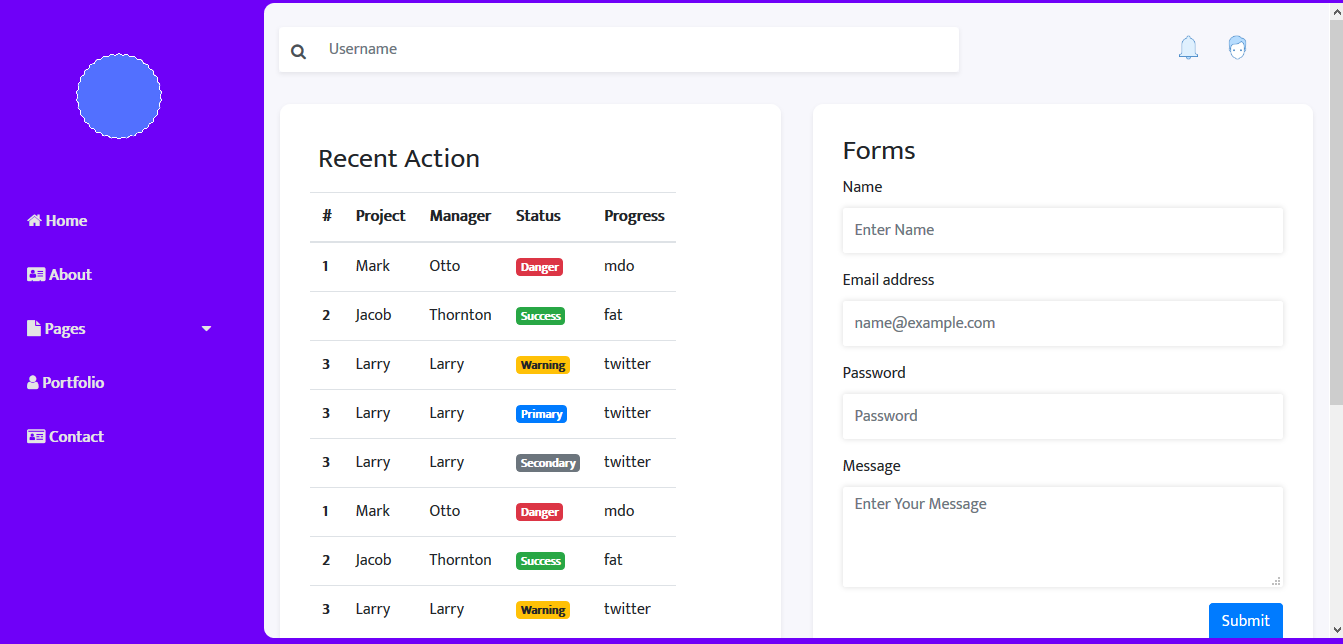 Home
About
Pages
Portfolio
Contact
Username
Recent Action
# Project Manager Status Progress
1 Mark Otto Danger mdo
2 Jacob Thornton Success fat
3 Larry Larry Warning twitter
3 Larry Larry Primary twitter
3 Larry Larry Secondary twitter
1 Mark Otto Danger mdo
2 Jacob Thornton Success fat
3 Larry Larry Warning twitter
Forms
Name
Enter Name
Email address
name@example.com
Password
Password
Message
Enter Your Message
Submit